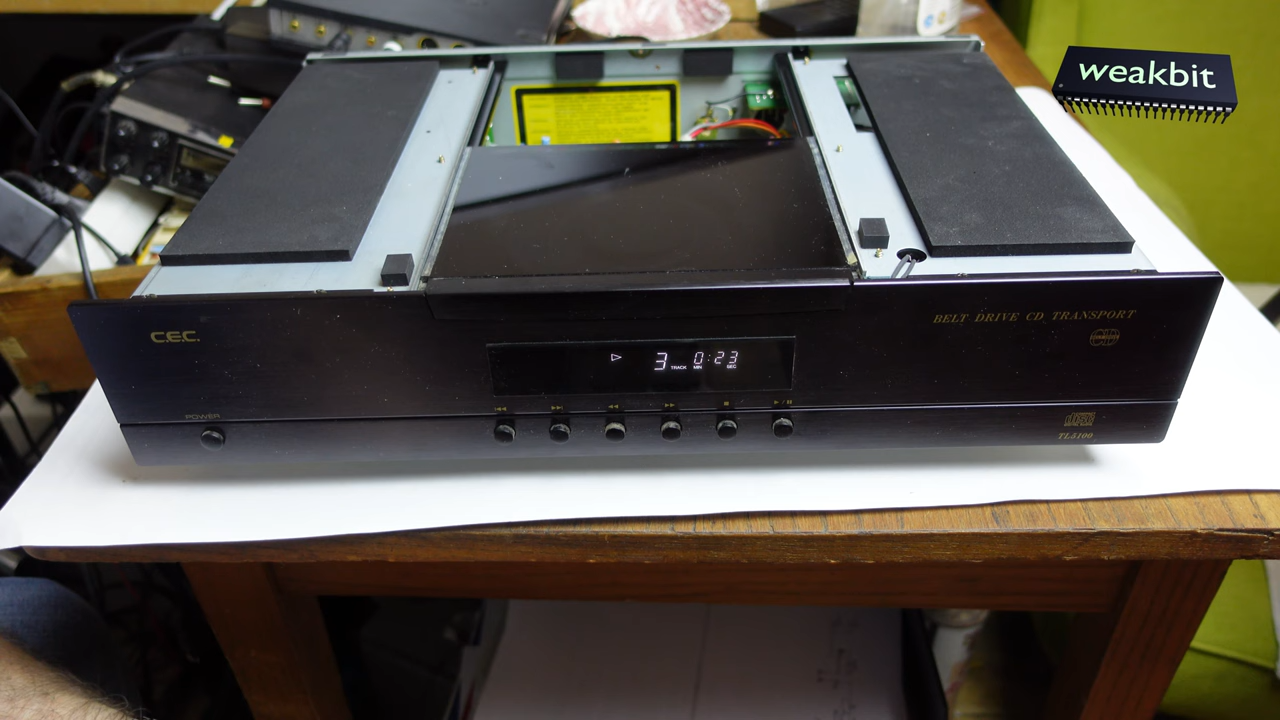 weakbit
C.E.C.
BELT DRIVE CD TRANSPORT
3 TRACK 0:23 MIN SEC
POWER
TL5100